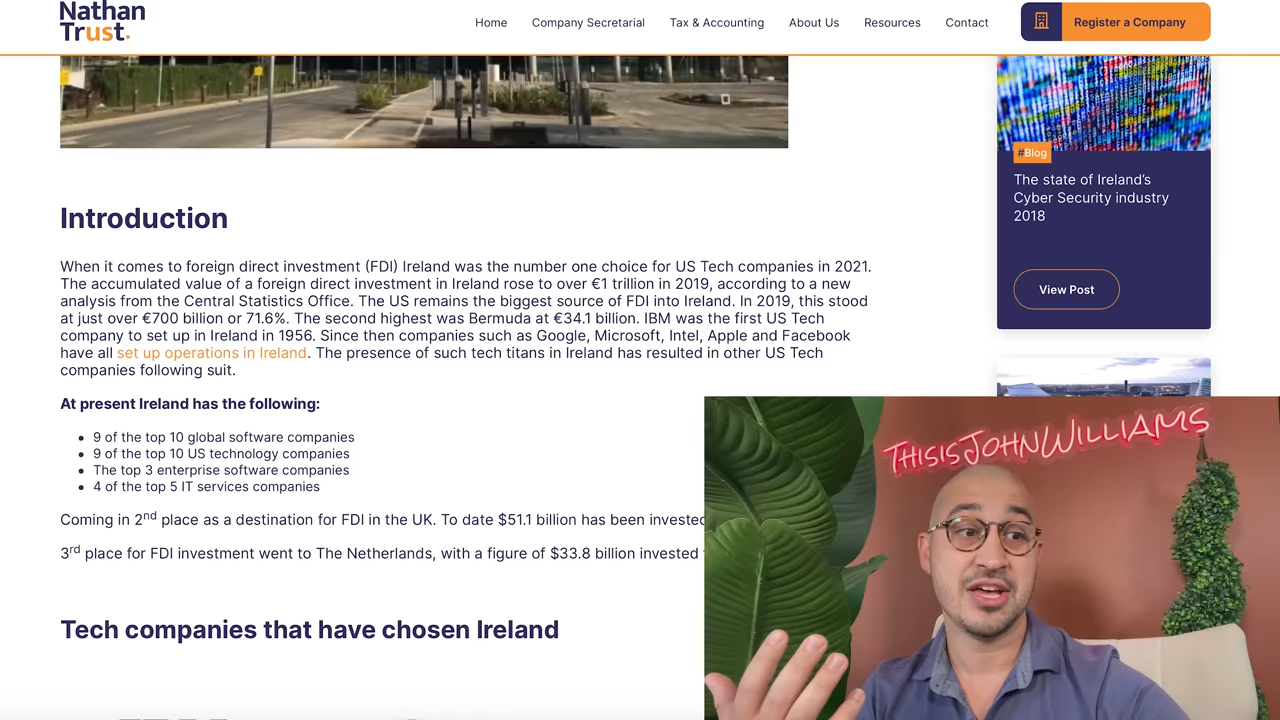 Nathan
Trust.
Home
Company Secretarial
Tax & Accounting
About Us
Resources
Contact
Register a Company
#Blog
The state of Ireland's
Cyber Security industry
2018
View Post
Introduction
When it comes to foreign direct investment (FDI) Ireland was the number one choice for US Tech companies in 2021.
The accumulated value of a foreign direct investment in Ireland rose to over €1 trillion in 2019, according to a new
analysis from the Central Statistics Office. The US remains the biggest source of FDI into Ireland. In 2019, this stood
at just over €700 billion or 71.6%. The second highest was Bermuda at €34.1 billion. IBM was the first US Tech
company to set up in Ireland in 1956. Since then companies such as Google, Microsoft, Intel, Apple and Facebook
have all set up operations in Ireland. The presence of such tech titans in Ireland has resulted in other US Tech
companies following suit.
At present Ireland has the following:
9 of the top 10 global software companies
9 of the top 10 US technology companies
The top 3 enterprise software companies
4 of the top 5 IT services companies
Coming in 2nd place as a destination for FDI in the UK. To date $51.1 billion has been invested
3rd place for FDI investment went to The Netherlands, with a figure of $33.8 billion invested
Tech companies that have chosen Ireland
THISISJOHNWILLIAMS